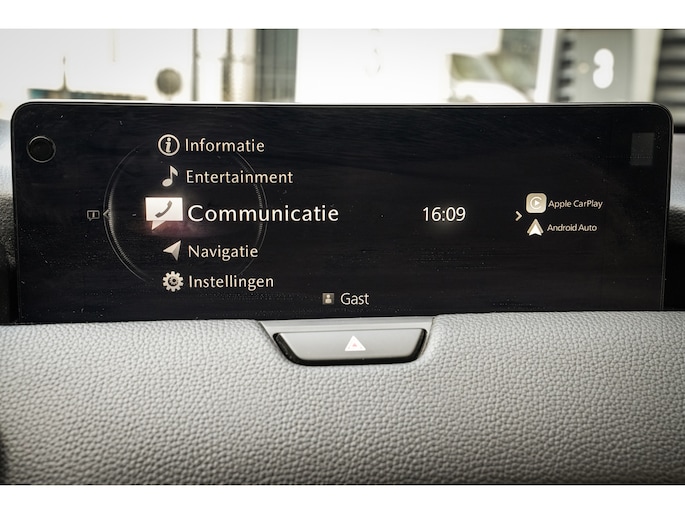 Informatie
Entertainment
Communicatie
16:09
Apple CarPlay
Android Auto
Navigatie
Instellingen
Gast